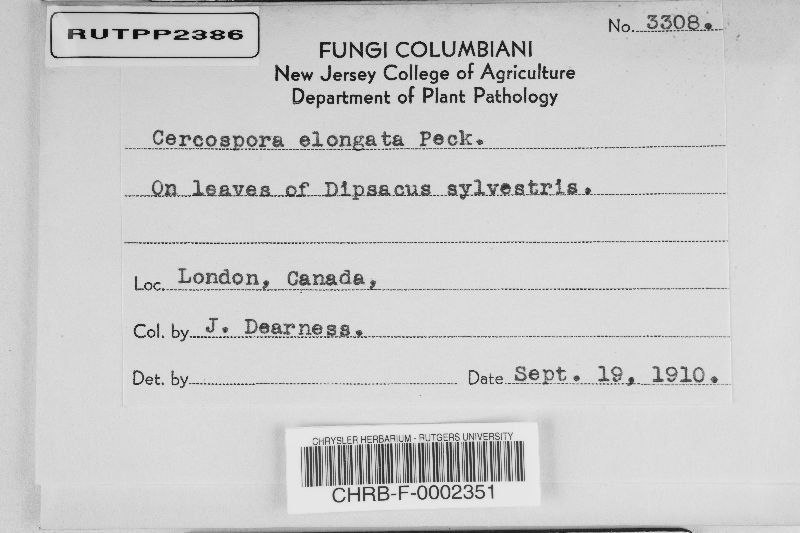 RUTPP2386
No. 3308.
FUNGI COLUMBIANI
New Jersey College of Agriculture
Department of Plant Pathology
Cercospora elongata Peck.
On leaves of Dipsacus sylvestris.
Loc. London, Canada,
Col. by J. Dearness.
Det. by
Date Sept. 19, 1910.
CHRYSLER HERBARIUM - RUTGERS UNIVERSITY
CHRB-F-0002351